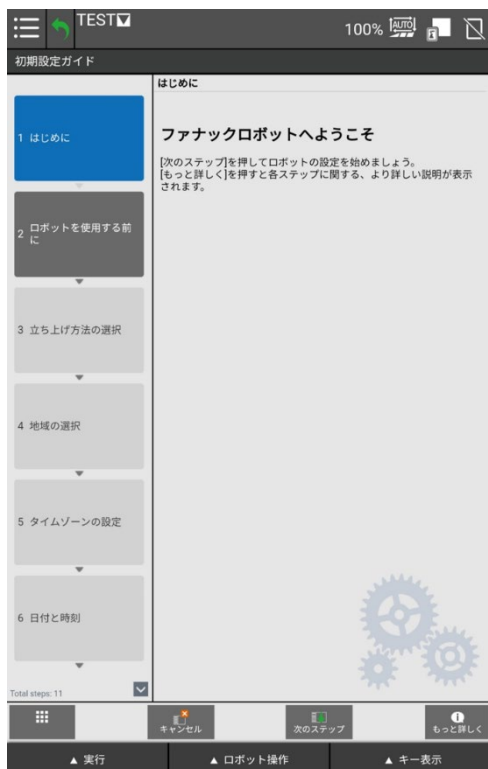 TEST
100%
AUTO
初期設定ガイド
はじめに
1 はじめに
ファナックロボットへようこそ
[次のステップ]を押してロボットの設定を始めましょう。
[もっと詳しく]を押すと各ステップに関する、より詳しい説明が表示
されます。
2 ロボットを使用する前
に
3 立ち上げ方法の選択
4 地域の選択
5 タイムゾーンの設定
6 日付と時刻
Total steps: 11
キャンセル
次のステップ
もっと詳しく
▲ 実行
▲ ロボット操作
▲ キー表示